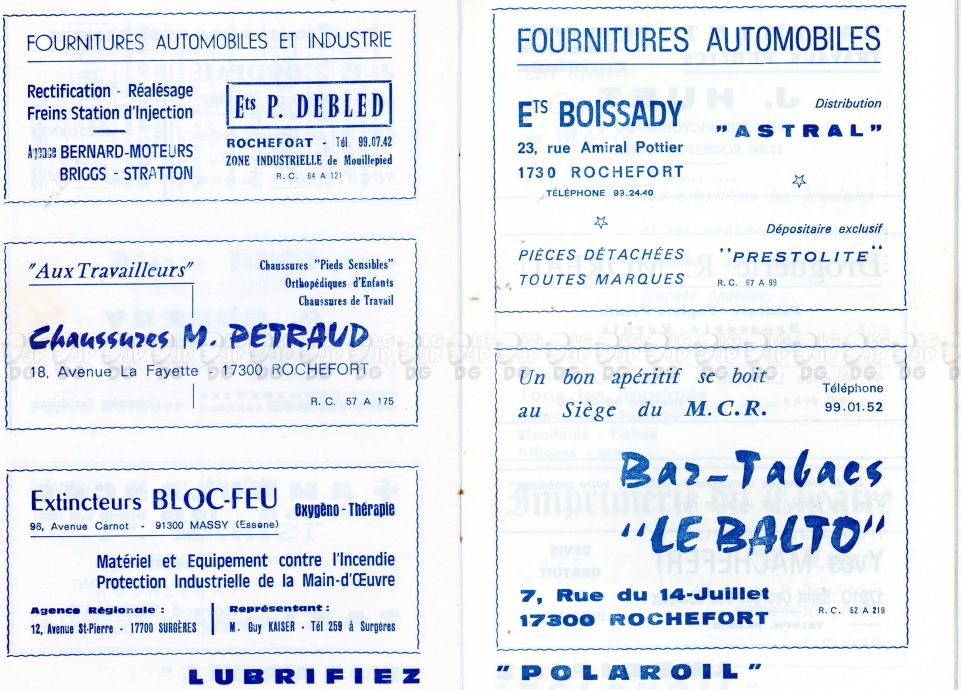 FOURNITURES AUTOMOBILES ET INDUSTRIE
Rectification - Réalésage
Freins Station d'Injection
Agence BERNARD-MOTEURS
BRIGGS - STRATTON
Ets P. DEBLED
ROCHEFORT - Tél. 99.07.42
ZONE INDUSTRIELLE de Mouillepied
R. C. 64 A 121
"Aux Travailleurs"
Chaussures "Pieds Sensibles"
Orthopédiques d'Enfants
Chaussures de Travail
Chaussures M. PETRAUD
18, Avenue La Fayette - 17300 ROCHEFORT
R. C. 57 A 175
Extincteurs BLOC-FEU
Oxygéno-Thérapie
96, Avenue Carnot - 91300 MASSY (Essone)
Matériel et Equipement contre l'Incendie
Protection Industrielle de la Main-d'Œuvre
Agence Régionale :
12, Avenue St-Pierre - 17700 SURGÈRES
Représentant :
M. Guy KAISER - Tél 259 à Surgères
LUBRIFIEZ
FOURNITURES AUTOMOBILES
ETS BOISSADY
23, rue Amiral Pottier
1730 ROCHEFORT
TÉLÉPHONE 99.24.40
Distribution
"ASTRAL"
PIÈCES DÉTACHÉES
TOUTES MARQUES
Dépositaire exclusif
"PRESTOLITE"
R. C. 67 A 99
Un bon apéritif se boit
au Siège du M.C.R.
Téléphone
99.01.52
Bar-Tabacs
"LE BALTO"
7, Rue du 14-Juillet
17300 ROCHEFORT
R. C. 52 A 219
"POLAROIL"